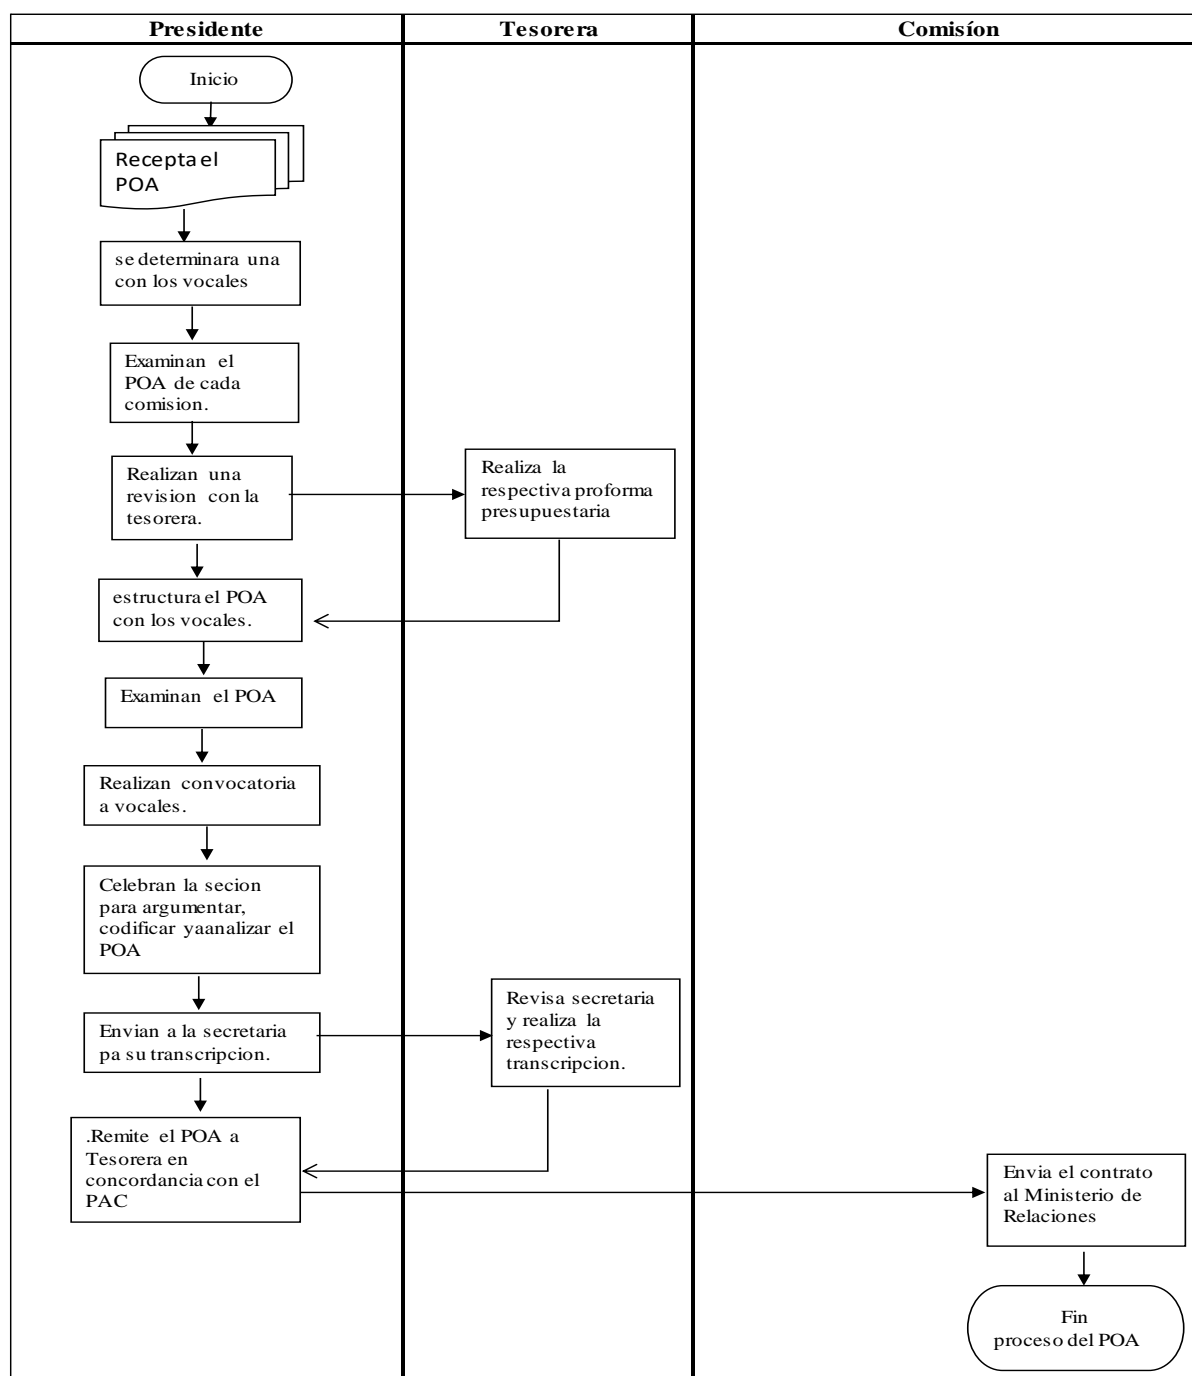 Presidente
Tesorera
Comisíon
Inicio
Recepta el
POA
se determinara una
con los vocales
Examinan el
POA de cada
comision.
Realizan una
revision con la
tesorera.
Realiza la
respectiva proforma
presupuestaria
estructura el POA
con los vocales.
Examinan el POA
Realizan convocatoria
a vocales.
Celebran la secion
para argumentar,
codificar yaanalizar el
POA
Envian a la secretaria
pa su transcripcion.
Revisa secretaria
y realiza la
respectiva
transcripcion.
.Remite el POA a
Tesorera en
concordancia con el
PAC
Envia el contrato
al Ministerio de
Relaciones
Fin
proceso del POA